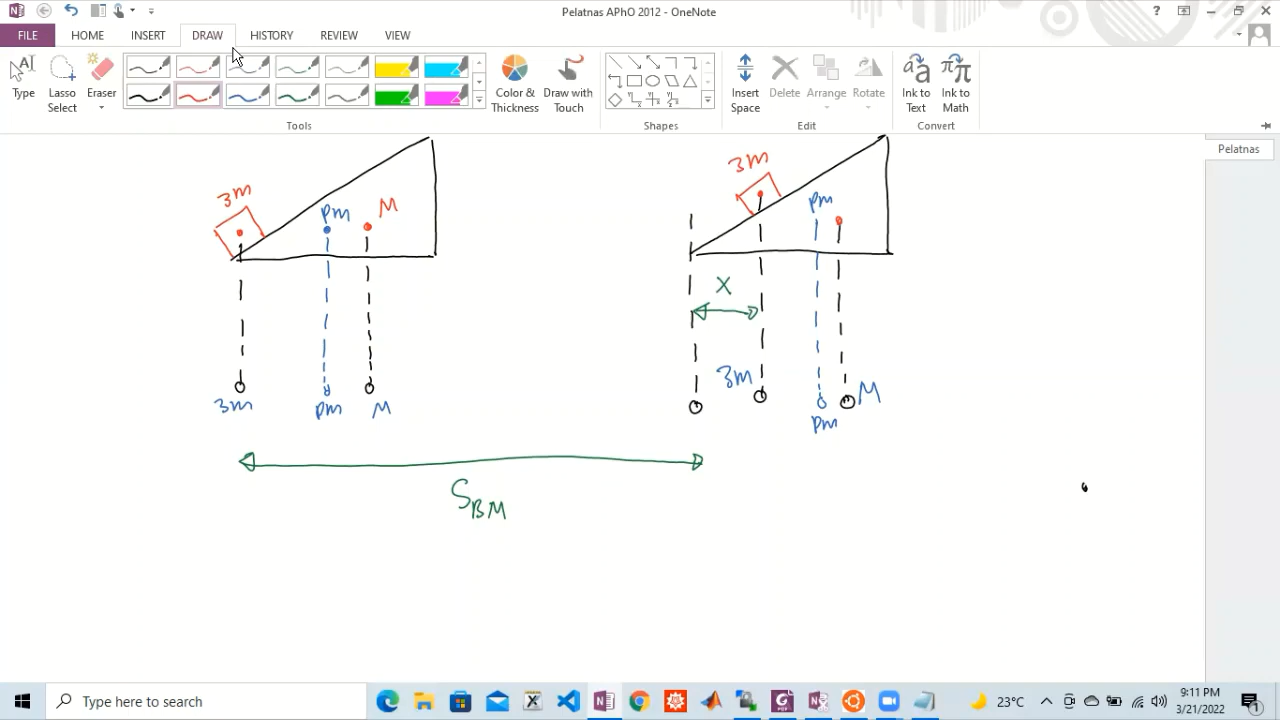 Pelatnas APhO 2012 - OneNote
FILE HOME INSERT DRAW HISTORY REVIEW VIEW
Type
Lasso Select
Eraser
Color & Thickness
Draw with Touch
Insert Space
Delete
Arrange
Rotate
Ink to Text
Ink to Math
Tools
Shapes
Edit
Convert
Pelatnas
3m
pm
M
3m
pm
M
3m
pm
X
3m
M
pm
SBM
Type here to search
23°C
9:11 PM
3/21/2022